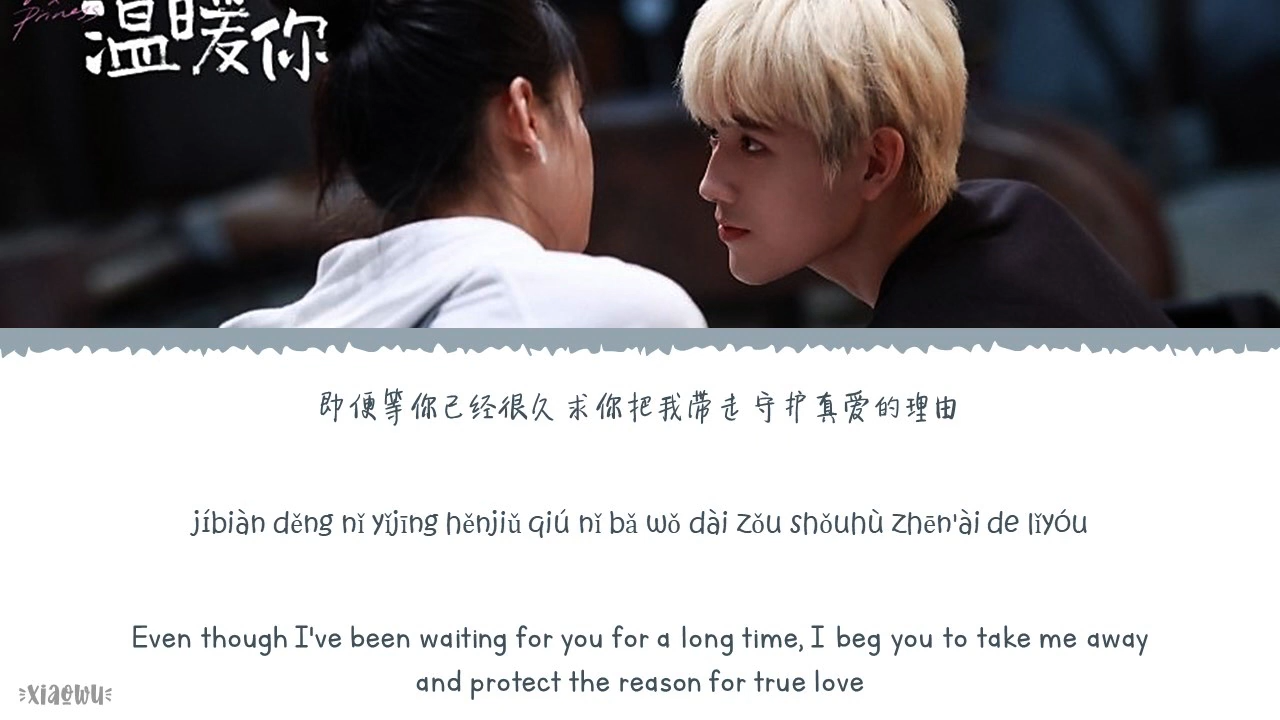 Princess
温暖你
即便等你已经很久 求你把我带走 守护真爱的理由
jíbiàn děng nǐ yǐjīng hěnjiǔ qiú nǐ bǎ wǒ dài zǒu shǒuhù zhēn'ài de lǐyóu
Even though I've been waiting for you for a long time, I beg you to take me away
and protect the reason for true love
xiaowu